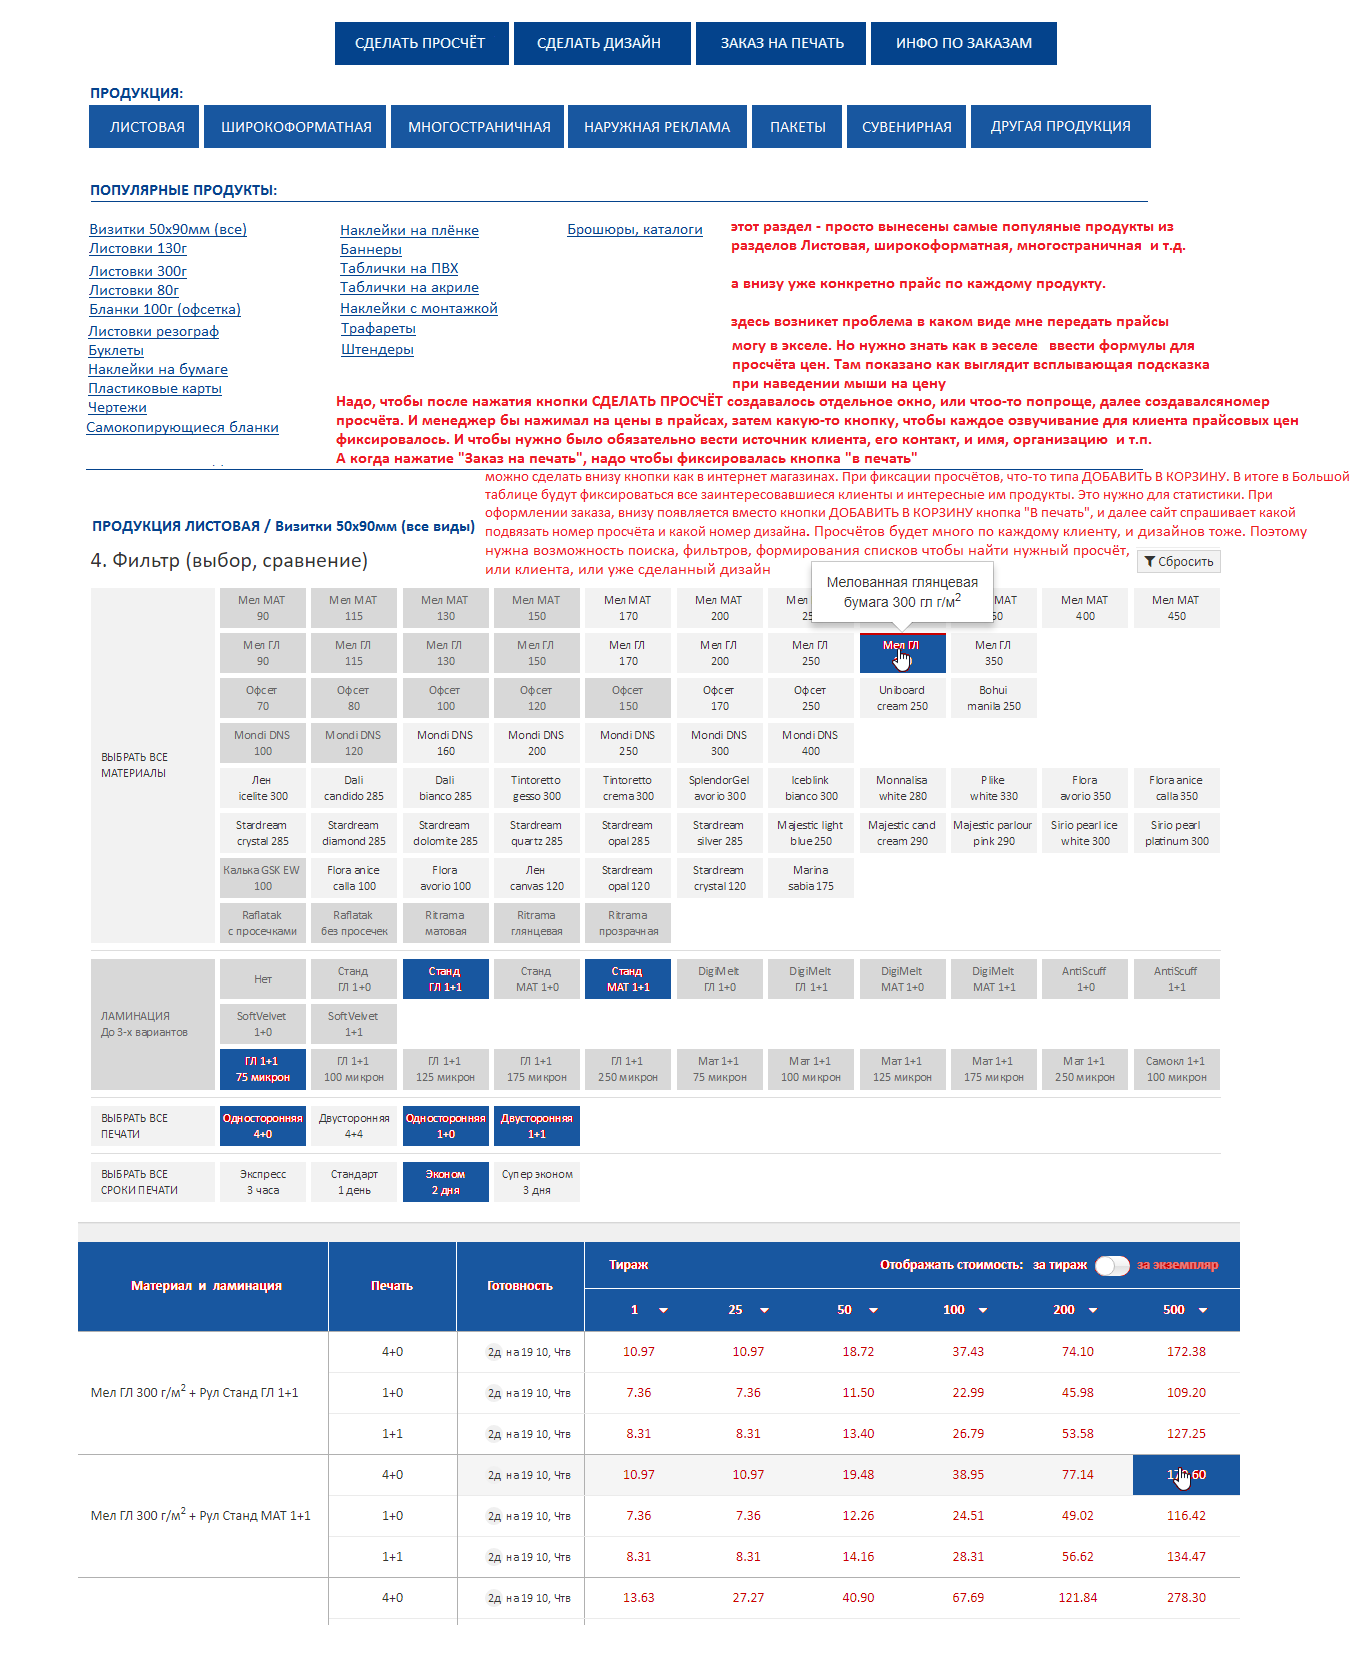 СДЕЛАТЬ ПРОСЧЁТ СДЕЛАТЬ ДИЗАЙН ЗАКАЗ НА ПЕЧАТЬ ИНФО ПО ЗАКАЗАМ
ПРОДУКЦИЯ:
ЛИСТОВАЯ ШИРОКОФОРМАТНАЯ МНОГОСТРАНИЧНАЯ НАРУЖНАЯ РЕКЛАМА ПАКЕТЫ СУВЕНИРНАЯ ДРУГАЯ ПРОДУКЦИЯ
ПОПУЛЯРНЫЕ ПРОДУКТЫ:
Визитки 50х90мм (все)
Листовки 130г
Листовки 300г
Листовки 80г
Бланки 100г (офсетка)
Листовки резограф
Буклеты
Наклейки на бумаге
Пластиковые карты
Чертежи
Самокопирующиеся бланки
Наклейки на плёнке
Баннеры
Таблички на ПВХ
Таблички на акриле
Наклейки с монтажкой
Трафареты
Штендеры
Брошюры, каталоги
этот раздел - просто вынесены самые популяные продукты из
разделов Листовая, широкоформатная, многостраничная и т.д.
а внизу уже конкретно прайс по каждому продукту.
здесь возникет проблема в каком виде мне передать прайсы
могу в экселе. Но нужно знать как в эеселе ввести формулы для
просчёта цен. Там показано как выглядит всплывающая подсказка
при наведении мыши на цену
Надо, чтобы после нажатия кнопки СДЕЛАТЬ ПРОСЧЁТ создавалось отдельное окно, или чтоо-то попроще, далее создавалсяномер
просчёта. И менеджер бы нажимал на цены в прайсах, затем какую-то кнопку, чтобы каждое озвучивание для клиента прайсовых цен
фиксировалось. И чтобы нужно было обязательно вести источник клиента, его контакт, и имя, организацию и т.п.
А когда нажатие "Заказ на печать", надо чтобы фиксировалась кнопка "в печать"
можно сделать внизу кнопки как в интернет магазинах. При фиксации просчётов, что-то типа ДОБАВИТЬ В КОРЗИНУ. В итоге в Большой
таблице будут фиксироваться все заинтересовавшиеся клиенты и интересные им продукты. Это нужно для статистики. При
оформлении заказа, внизу появляется вместо кнопки ДОБАВИТЬ В КОРЗИНУ кнопка "В печать", и далее сайт спрашивает какой
подвязать номер просчёта и какой номер дизайна. Просчётов будет много по каждому клиенту, и дизайнов тоже. Поэтому
нужна возможность поиска, фильтров, формирования списков чтобы найти нужный просчёт,
или клиента, или уже сделанный дизайн
ПРОДУКЦИЯ ЛИСТОВАЯ / Визитки 50х90мм (все виды)
4. Фильтр (выбор, сравнение)
Сбросить
Мелованная глянцевая
бумага 300 гл г/м2
ВЫБРАТЬ ВСЕ
МАТЕРИАЛЫ
Мел МАТ Мел МАТ Мел МАТ Мел МАТ Мел МАТ Мел МАТ Мел МАТ Мел МАТ
90 115 130 150 170 200 400 450
Мел ГЛ Мел ГЛ Мел ГЛ Мел ГЛ Мел ГЛ Мел ГЛ Мел ГЛ Мел ГЛ Мел ГЛ
90 115 130 150 170 200 250 350
Офсет Офсет Офсет Офсет Офсет Офсет Офсет Uniboard Bohui
70 80 100 120 150 170 250 cream 250 manila 250
Mondi DNS Mondi DNS Mondi DNS Mondi DNS Mondi DNS Mondi DNS Mondi DNS
100 120 160 200 250 300 400
Лен Dali Dali Tintoretto Tintoretto SplendorGel Iceblink Monnalisa Plike Flora Flora anice
icelite 300 candido 285 bianco 285 gesso 300 crema 300 avorio 300 bianco 300 white 280 white 330 avorio 350 calla 350
Stardream Stardream Stardream Stardream Stardream Stardream Majestic light Majestic cand Majestic parlour Sirio pearl ice Sirio pearl
crystal 285 diamond 285 dolomite 285 quartz 285 opal 285 silver 285 blue 250 cream 290 pink 290 white 300 platinum 300
Калька GSK EW Flora anice Flora Лен Stardream Stardream Marina
100 calla 100 avorio 100 canvas 120 opal 120 crystal 120 sabia 175
Raflatak Raflatak Ritrama Ritrama Ritrama
с просечками без просечек матовая глянцевая прозрачная
ЛАМИНАЦИЯ
До 3-х вариантов
Нет Станд Станд Станд Станд DigiMelt DigiMelt DigiMelt DigiMelt AntiScuff AntiScuff
ГЛ 1+0 ГЛ 1+1 МАТ 1+0 МАТ 1+1 ГЛ 1+0 ГЛ 1+1 МАТ 1+0 МАТ 1+1 1+0 1+1
SoftVelvet SoftVelvet
1+0 1+1
ГЛ 1+1 ГЛ 1+1 ГЛ 1+1 ГЛ 1+1 ГЛ 1+1 Мат 1+1 Мат 1+1 Мат 1+1 Мат 1+1 Мат 1+1 Самокл 1+1
75 микрон 100 микрон 125 микрон 175 микрон 250 микрон 75 микрон 100 микрон 125 микрон 175 микрон 250 микрон 100 микрон
ВЫБРАТЬ ВСЕ Односторонняя Двусторонняя Односторонняя Двусторонняя
ПЕЧАТИ 4+0 4+4 1+0 1+1
ВЫБРАТЬ ВСЕ Экспресс Стандарт Эконом Супер эконом
СРОКИ ПЕЧАТИ 3 часа 1 день 2 дня 3 дня
Материал и ламинация Печать Готовность Тираж Отображать стоимость: за тираж за экземпляр
1 25 50 100 200 500
4+0 2д на 19 10, Чтв 10.97 10.97 18.72 37.43 74.10 172.38
Мел ГЛ 300 г/м2 + Рул Станд ГЛ 1+1 1+0 2д на 19 10, Чтв 7.36 7.36 11.50 22.99 45.98 109.20
1+1 2д на 19 10, Чтв 8.31 8.31 13.40 26.79 53.58 127.25
4+0 2д на 19 10, Чтв 10.97 10.97 19.48 38.95 77.14
Мел ГЛ 300 г/м2 + Рул Станд МАТ 1+1 1+0 2д на 19 10, Чтв 7.36 7.36 12.26 24.51 49.02 116.42
1+1 2д на 19 10, Чтв 8.31 8.31 14.16 28.31 56.62 134.47
4+0 2д на 19 10, Чтв 13.63 27.27 40.90 67.69 121.84 278.30